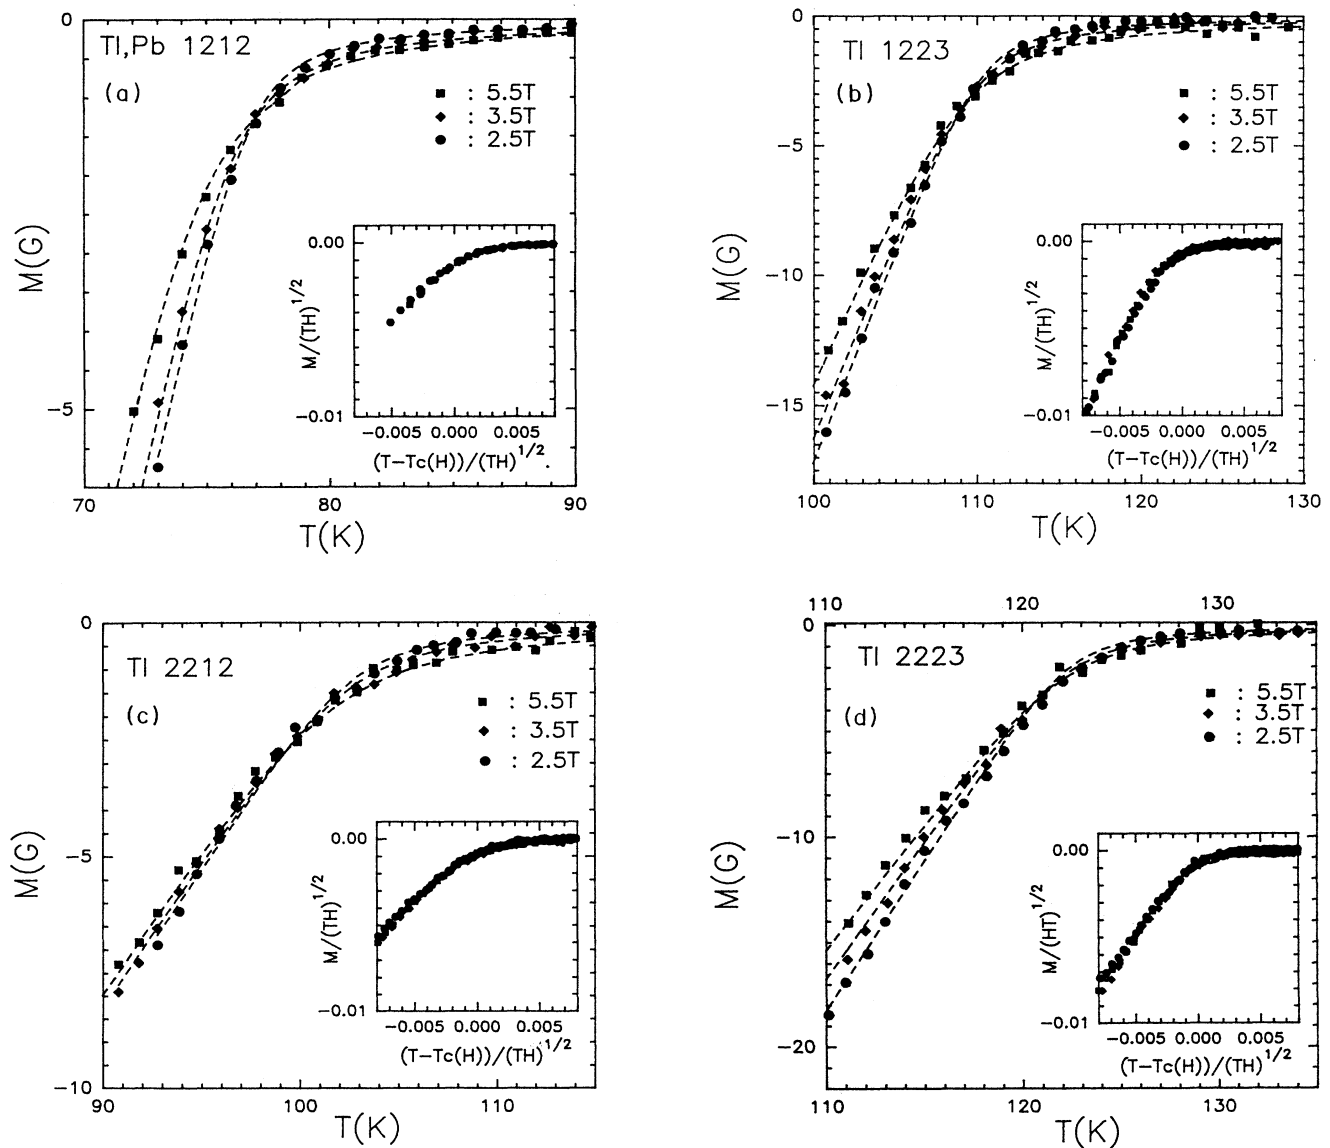 0
Tl,Pb 1212
(a)
: 5.5T
: 3.5T
: 2.5T
M(G)
−5
0.00
−0.01
M/(TH)^1/2
−0.005 0.000 0.005
(T−Tc(H))/(TH)^1/2.
70 80 90
T(K)
0
Tl 1223
(b)
: 5.5T
: 3.5T
: 2.5T
M(G)
−5
−10
−15
0.00
−0.01
M/(TH)^1/2
−0.005 0.000 0.005
(T−Tc(H))/(TH)^1/2
100 110 120 130
T(K)
0
Tl 2212
(c)
: 5.5T
: 3.5T
: 2.5T
M(G)
−5
−10
0.00
−0.01
M/(TH)^1/2
−0.005 0.000 0.005
(T−Tc(H))/(TH)^1/2
90 100 110
T(K)
110 120 130
0
Tl 2223
(d)
: 5.5T
: 3.5T
: 2.5T
M(G)
−10
−20
0.00
−0.01
M/(HT)^1/2
−0.005 0.000 0.005
(T−Tc(H))/(TH)^1/2
110 120 130
T(K)